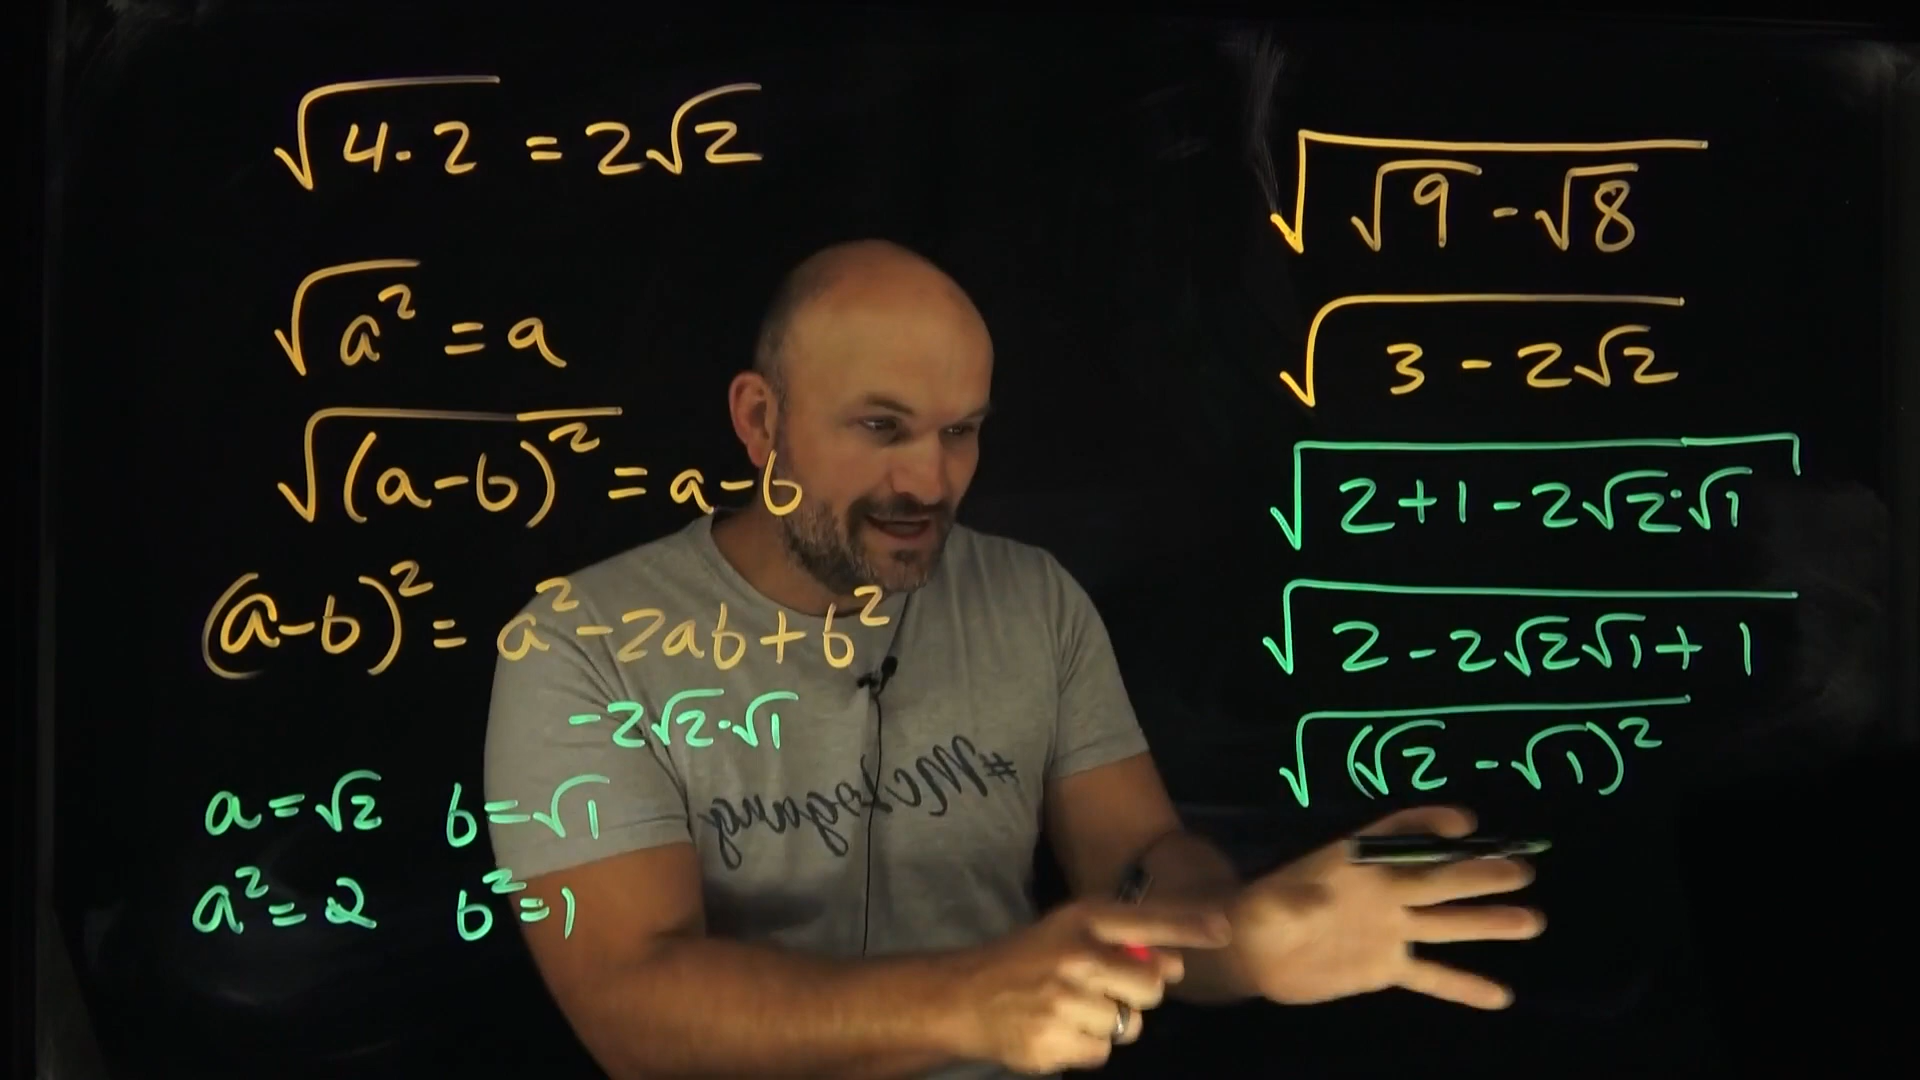 √(4·2) = 2√2
√(a²) = a
√((a-b)²) = a-b
(a-b)² = a²-2ab+b²
-2√2·√1
a=√2 b=√1
a²=2 b²=1
√(√9-√8)
√(3-2√2)
√(2+1-2√2·√1)
√(2-2√2√1+1)
√((√2-√1)²)
#McLogang